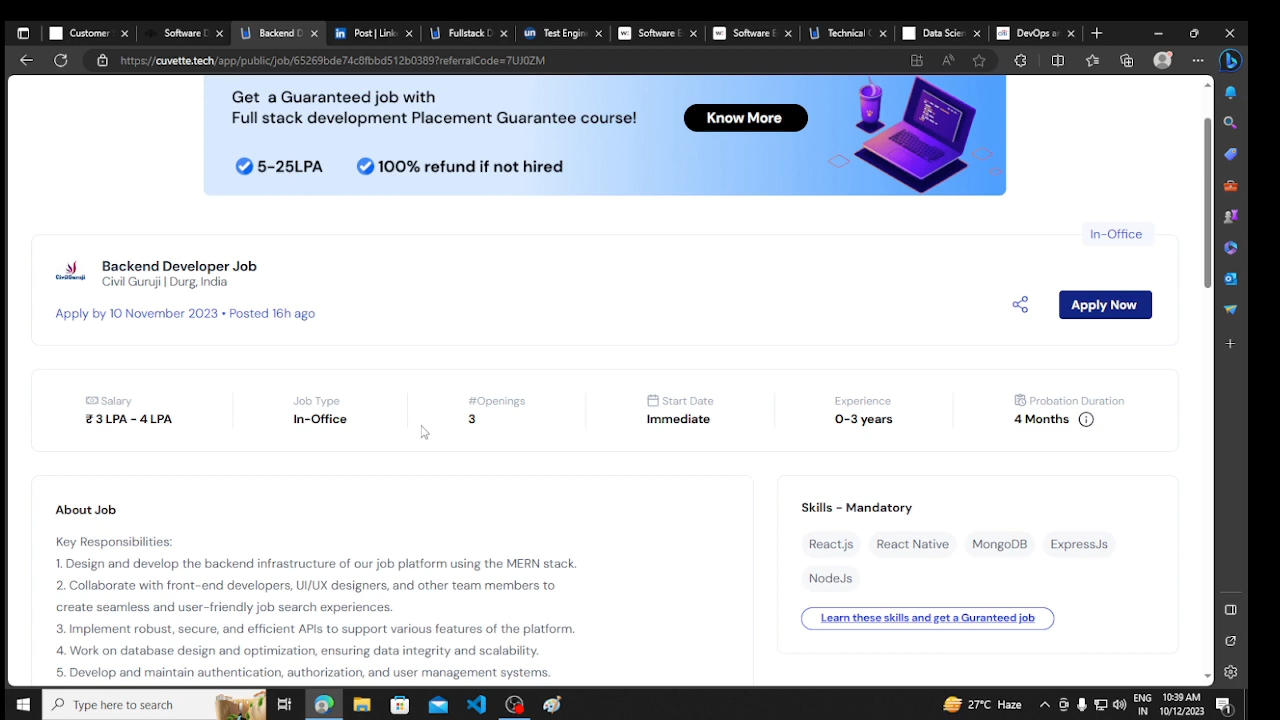 Customer
Software D
Backend D
Post | Linke
Fullstack D
Test Engine
Software E
Software E
Technical C
Data Scien
DevOps ar
https://cuvette.tech/app/public/job/65269bde74c8fbbd512b0389?referralCode=7UJ0ZM
Get a Guaranteed job with
Full stack development Placement Guarantee course!
Know More
5-25LPA
100% refund if not hired
In-Office
CivilGuruji
Backend Developer Job
Civil Guruji | Durg, India
Apply by 10 November 2023 • Posted 16h ago
Apply Now
Salary
₹ 3 LPA - 4 LPA
Job Type
In-Office
#Openings
3
Start Date
Immediate
Experience
0-3 years
Probation Duration
4 Months
About Job
Key Responsibilities:
1. Design and develop the backend infrastructure of our job platform using the MERN stack.
2. Collaborate with front-end developers, UI/UX designers, and other team members to
create seamless and user-friendly job search experiences.
3. Implement robust, secure, and efficient APIs to support various features of the platform.
4. Work on database design and optimization, ensuring data integrity and scalability.
5. Develop and maintain authentication, authorization, and user management systems.
Skills - Mandatory
React.js React Native MongoDB ExpressJs
NodeJs
Learn these skills and get a Guranteed job
Type here to search
27°C Haze
ENG
IN
10:39 AM
10/12/2023
1